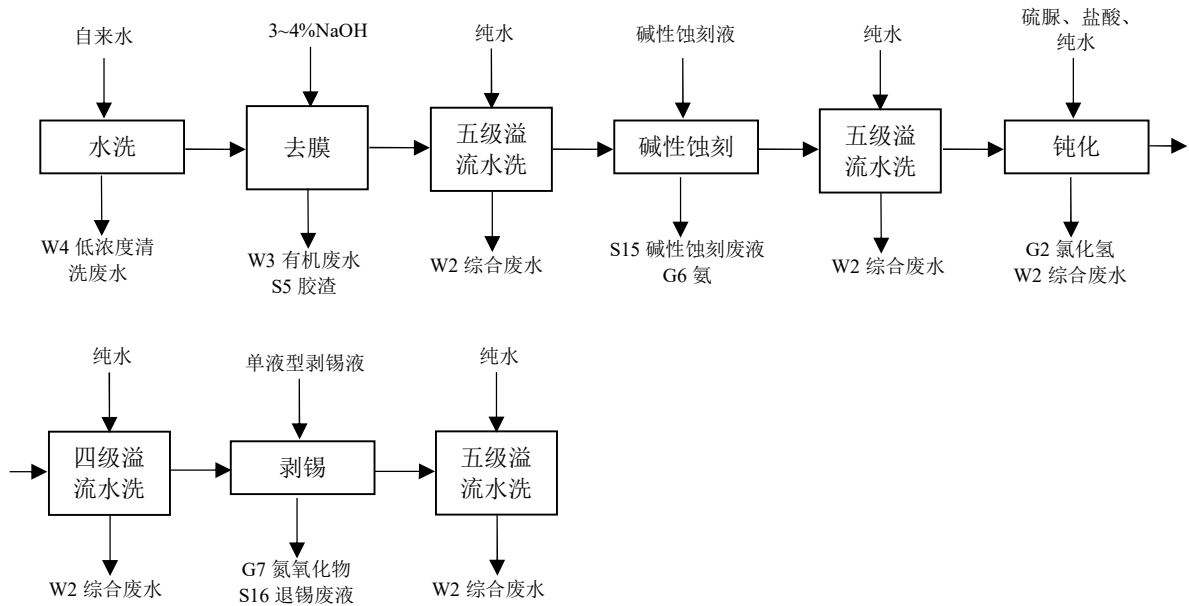 自来水
3~4%NaOH
纯水
碱性蚀刻液
纯水
硫脲、盐酸、
纯水
水洗
去膜
五级溢
流水洗
碱性蚀刻
五级溢
流水洗
钝化
W4 低浓度清
洗废水
W3 有机废水
S5 胶渣
W2 综合废水
S15 碱性蚀刻废液
G6 氨
W2 综合废水
G2 氯化氢
W2 综合废水
纯水
单液型剥锡液
纯水
四级溢
流水洗
剥锡
五级溢
流水洗
W2 综合废水
G7 氮氧化物
S16 退锡废液
W2 综合废水